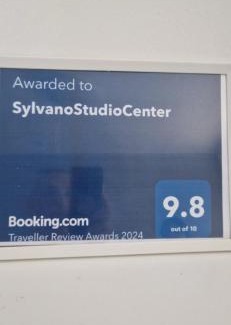 Awarded to
SylvanoStudioCenter
9.8
out of 10
Booking.com
Traveller Review Awards 2024